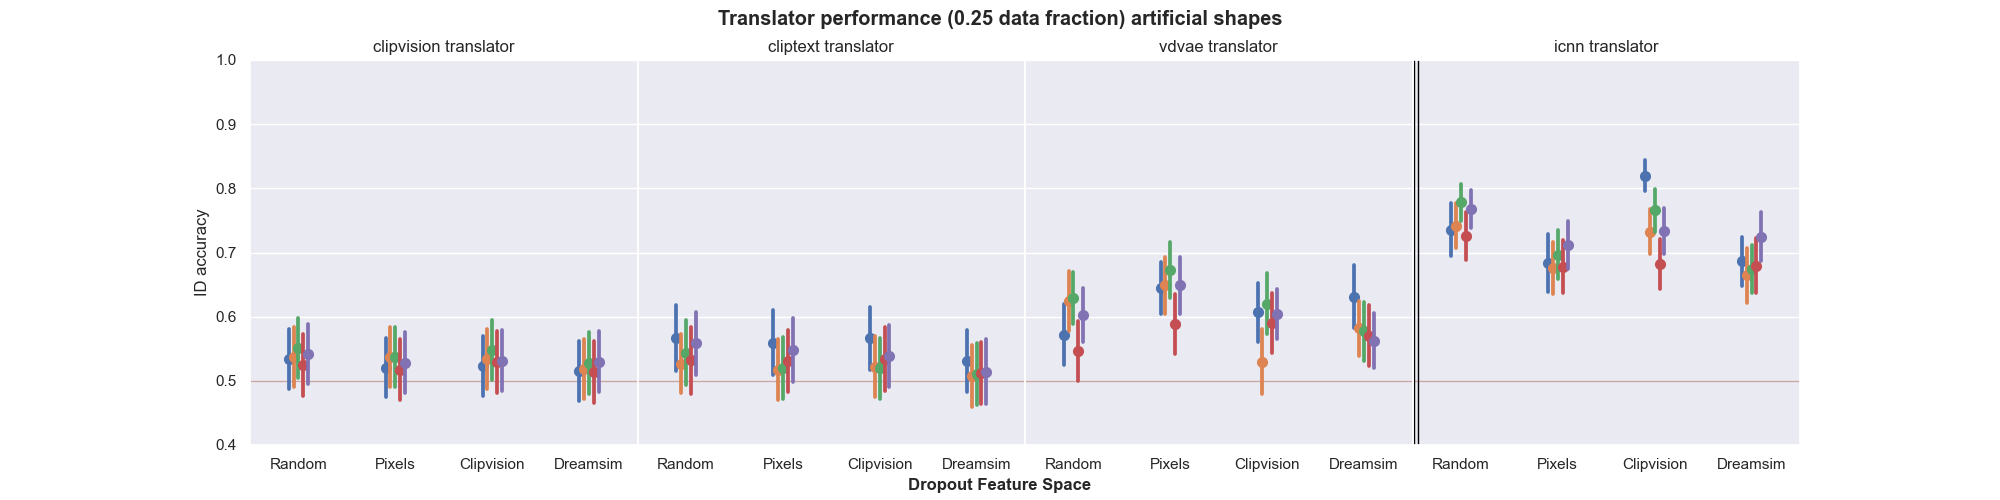 Translator performance (0.25 data fraction) artificial shapes
clipvision translator cliptext translator vdvae translator icnn translator
1.0
0.9
0.8
0.7
0.6
0.5
0.4
ID accuracy
Random Pixels Clipvision Dreamsim Random Pixels Clipvision Dreamsim Random Pixels Clipvision Dreamsim Random Pixels Clipvision Dreamsim
Dropout Feature Space